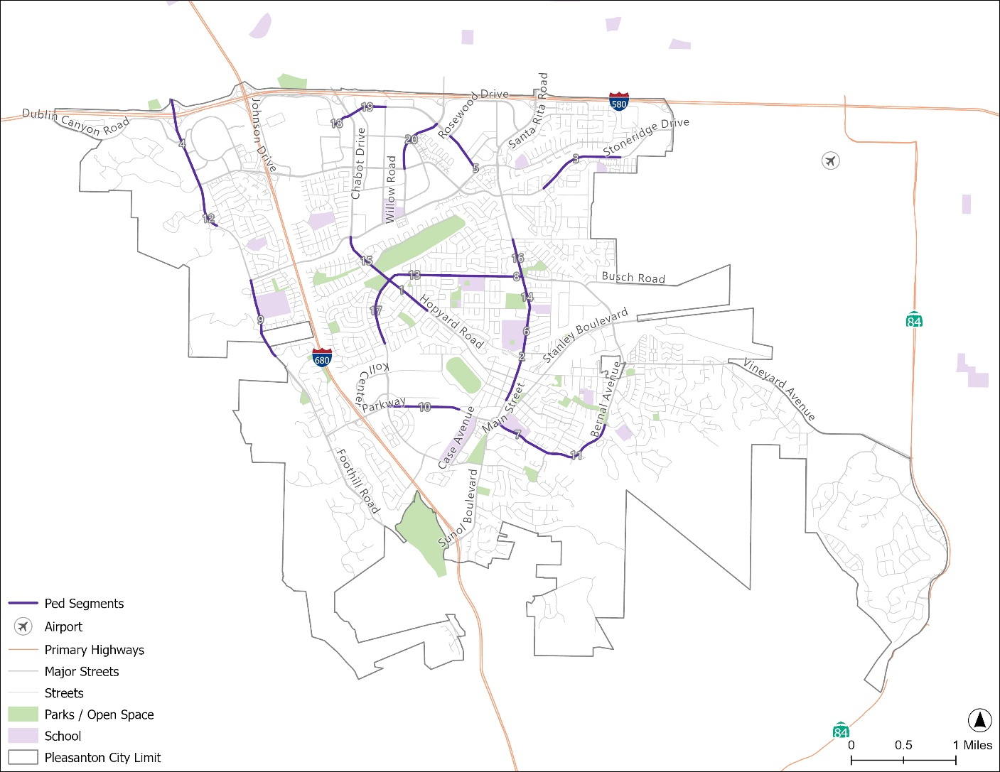 Rosewood Drive
Santa Rita Road
580
Dublin Canyon Road
Johnson Drive
19
18
Stoneridge Drive
20
4
Chabot Drive
3
Willow Road
5
12
15
16
13
8
Busch Road
1
14
Hopyard Road
17
Stanley Boulevard
9
84
6
680
2
Koll
Center
Parkway
Vineyard Avenue
Bernal Avenue
10
Main Street
Case Avenue
7
11
Foothill Road
Sunol Boulevard
Ped Segments
Airport
Primary Highways
Major Streets
Streets
Parks / Open Space
School
Pleasanton City Limit
84
0 0.5 1 Miles